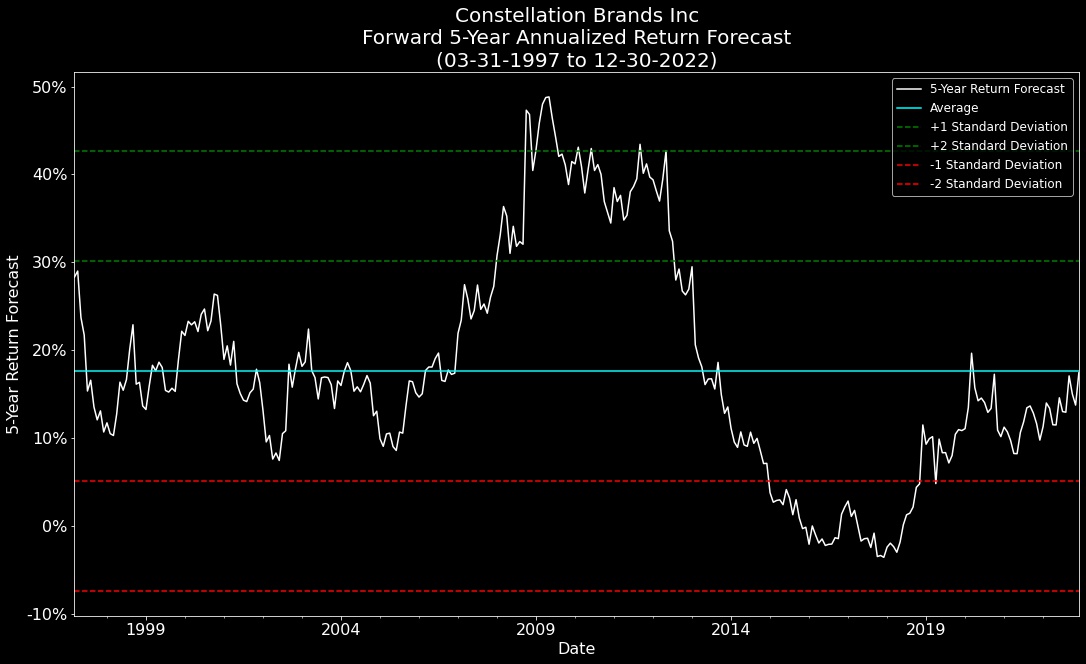 Constellation Brands Inc
Forward 5-Year Annualized Return Forecast
(03-31-1997 to 12-30-2022)
5-Year Return Forecast
Average
+1 Standard Deviation
+2 Standard Deviation
-1 Standard Deviation
-2 Standard Deviation
5-Year Return Forecast
50%
40%
30%
20%
10%
0%
-10%
1999 2004 2009 2014 2019
Date